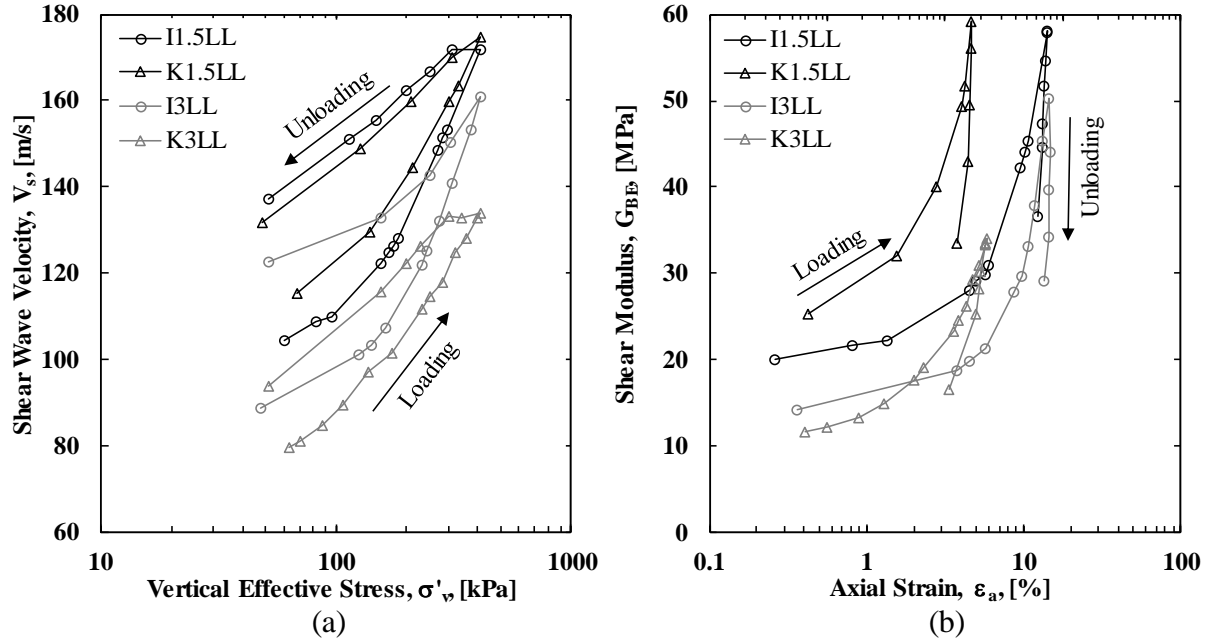 180
160
140
120
100
80
60
Shear Wave Velocity, Vs, [m/s]
I1.5LL
K1.5LL
I3LL
K3LL
Unloading
Loading
10
100
1000
Vertical Effective Stress, σ'v, [kPa]
(a)
60
50
40
30
20
10
0
Shear Modulus, GBE, [MPa]
I1.5LL
K1.5LL
I3LL
K3LL
Loading
Unloading
0.1
1
10
100
Axial Strain, εa, [%]
(b)